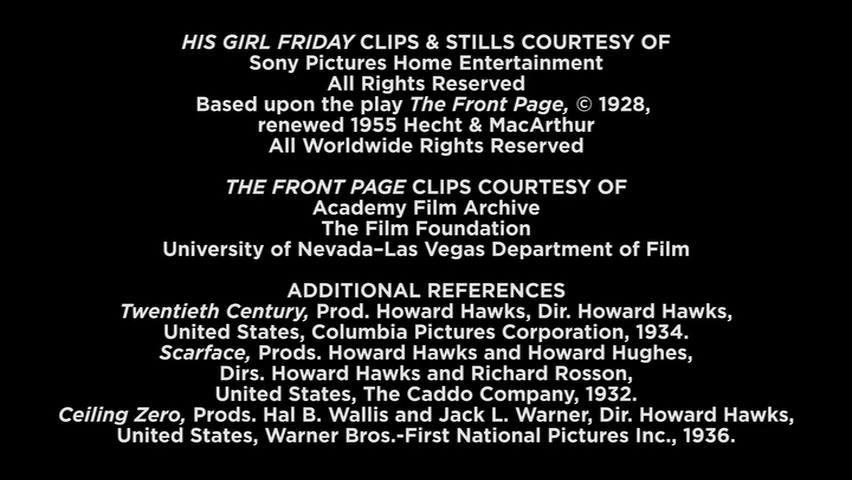 HIS GIRL FRIDAY CLIPS & STILLS COURTESY OF
Sony Pictures Home Entertainment
All Rights Reserved
Based upon the play The Front Page, © 1928,
renewed 1955 Hecht & MacArthur
All Worldwide Rights Reserved
THE FRONT PAGE CLIPS COURTESY OF
Academy Film Archive
The Film Foundation
University of Nevada–Las Vegas Department of Film
ADDITIONAL REFERENCES
Twentieth Century, Prod. Howard Hawks, Dir. Howard Hawks,
United States, Columbia Pictures Corporation, 1934.
Scarface, Prods. Howard Hawks and Howard Hughes,
Dirs. Howard Hawks and Richard Rosson,
United States, The Caddo Company, 1932.
Ceiling Zero, Prods. Hal B. Wallis and Jack L. Warner, Dir. Howard Hawks,
United States, Warner Bros.-First National Pictures Inc., 1936.